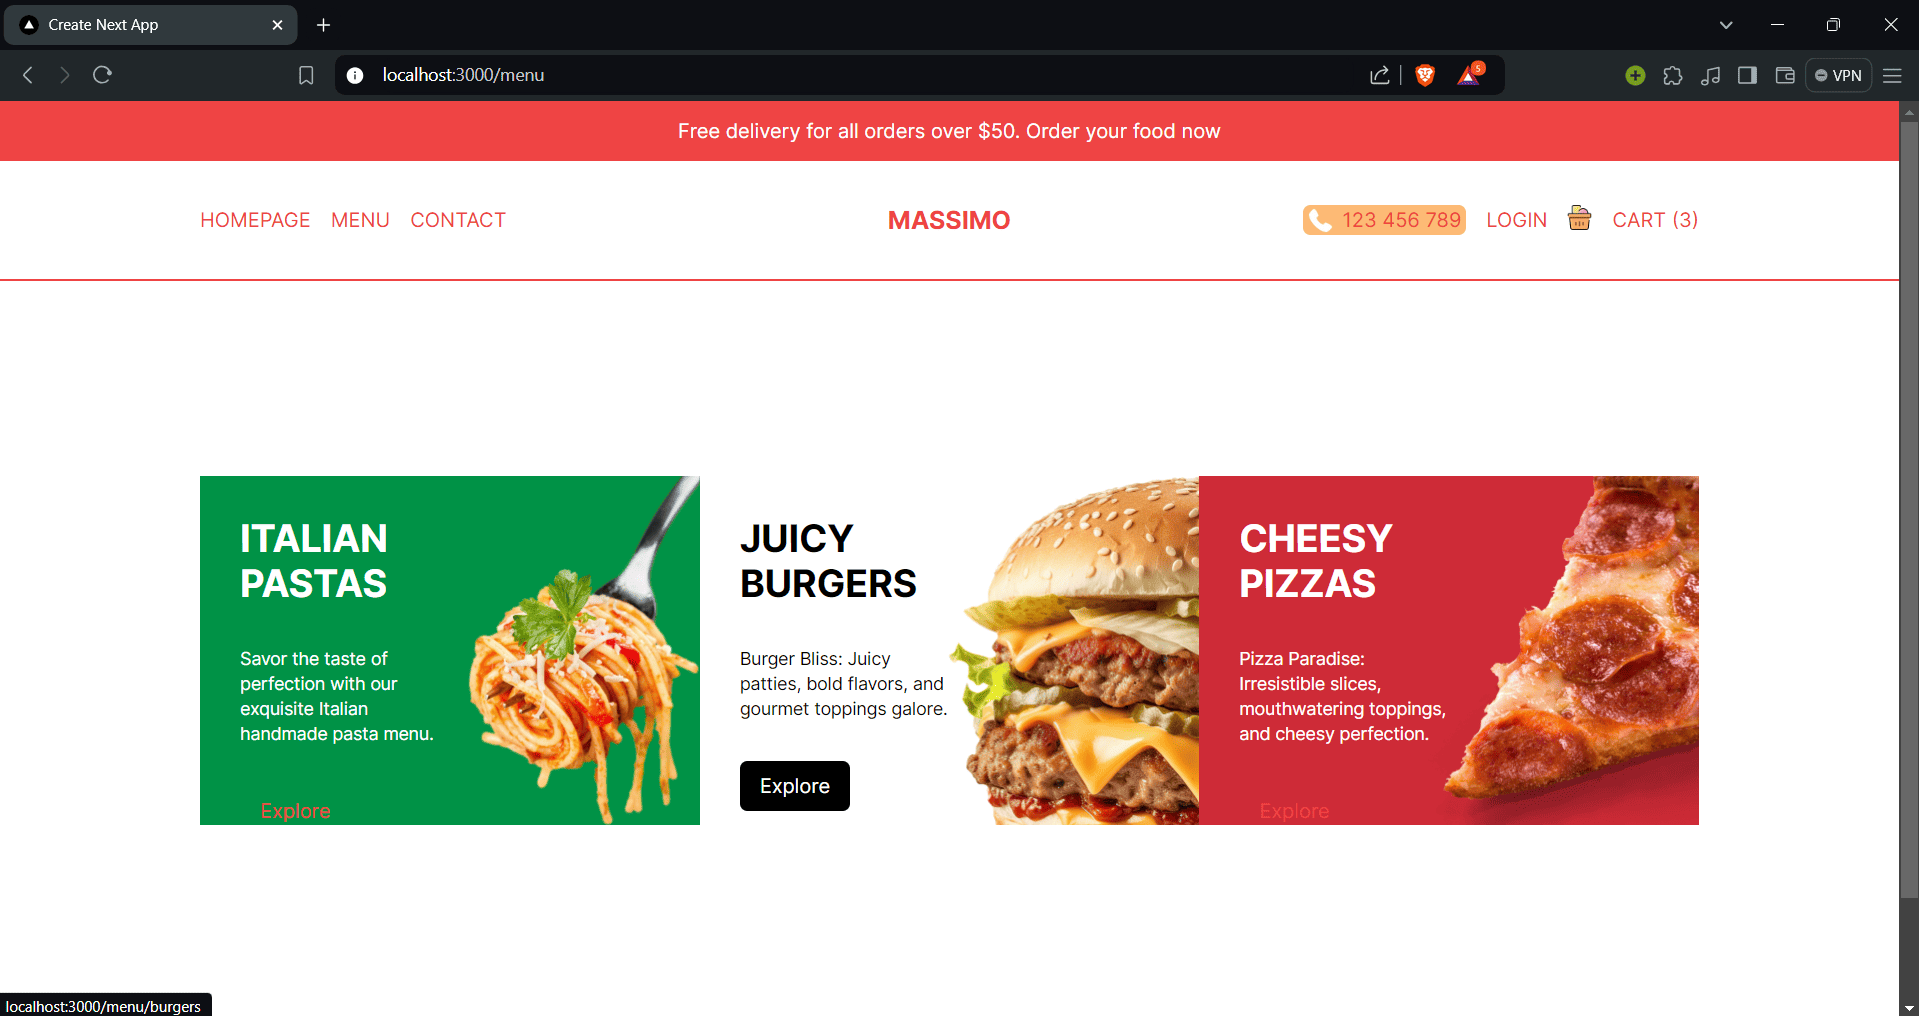 Create Next App
localhost:3000/menu
5
VPN
Free delivery for all orders over $50. Order your food now
HOMEPAGE MENU CONTACT
MASSIMO
123 456 789 LOGIN CART (3)
ITALIAN
PASTAS
Savor the taste of
perfection with our
exquisite Italian
handmade pasta menu.
Explore
JUICY
BURGERS
Burger Bliss: Juicy
patties, bold flavors, and
gourmet toppings galore.
Explore
CHEESY
PIZZAS
Pizza Paradise:
Irresistible slices,
mouthwatering toppings,
and cheesy perfection.
Explore
localhost:3000/menu/burgers